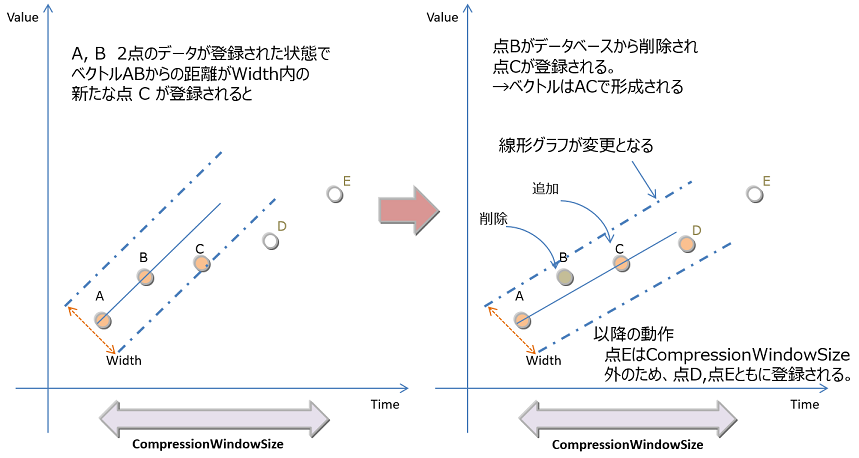 Value
A, B 2点のデータが登録された状態で
ベクトルABからの距離がWidth内の
新たな点 C が登録されると
E
D
C
B
A
Width
Time
CompressionWindowSize
Value
点Bがデータベースから削除され
点Cが登録される。
→ベクトルはACで形成される
線形グラフが変更となる
追加
削除
E
D
C
B
A
Width
以降の動作
点EはCompressionWindowSize
外のため、点D,点Eともに登録される。
Time
CompressionWindowSize